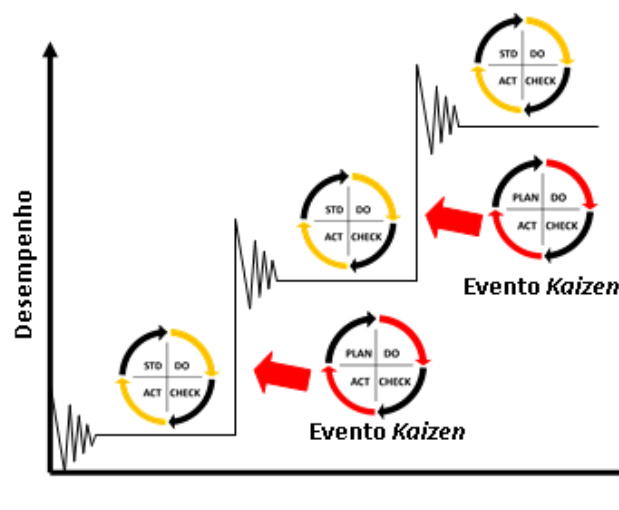 STD DO
ACT CHECK
STD DO
ACT CHECK
PLAN DO
ACT CHECK
Evento Kaizen
Desempenho
STD DO
ACT CHECK
PLAN DO
ACT CHECK
Evento Kaizen